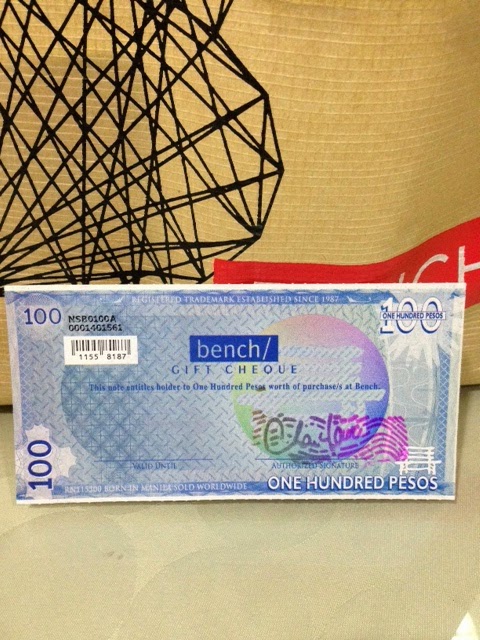 NCH
REGISTERED TRADEMARK ESTABLISHED SINCE 1987
100
NSB0100A
0001401561
1155 8187
100
ONE HUNDRED PESOS
bench/
GIFT CHEQUE
This note entitles holder to One Hundred Pesos worth of purchase/s at Bench.
100
VALID UNTIL
AUTHORIZED SIGNATURE
BORN IN MANILA SOLD WORLDWIDE
ONE HUNDRED PESOS